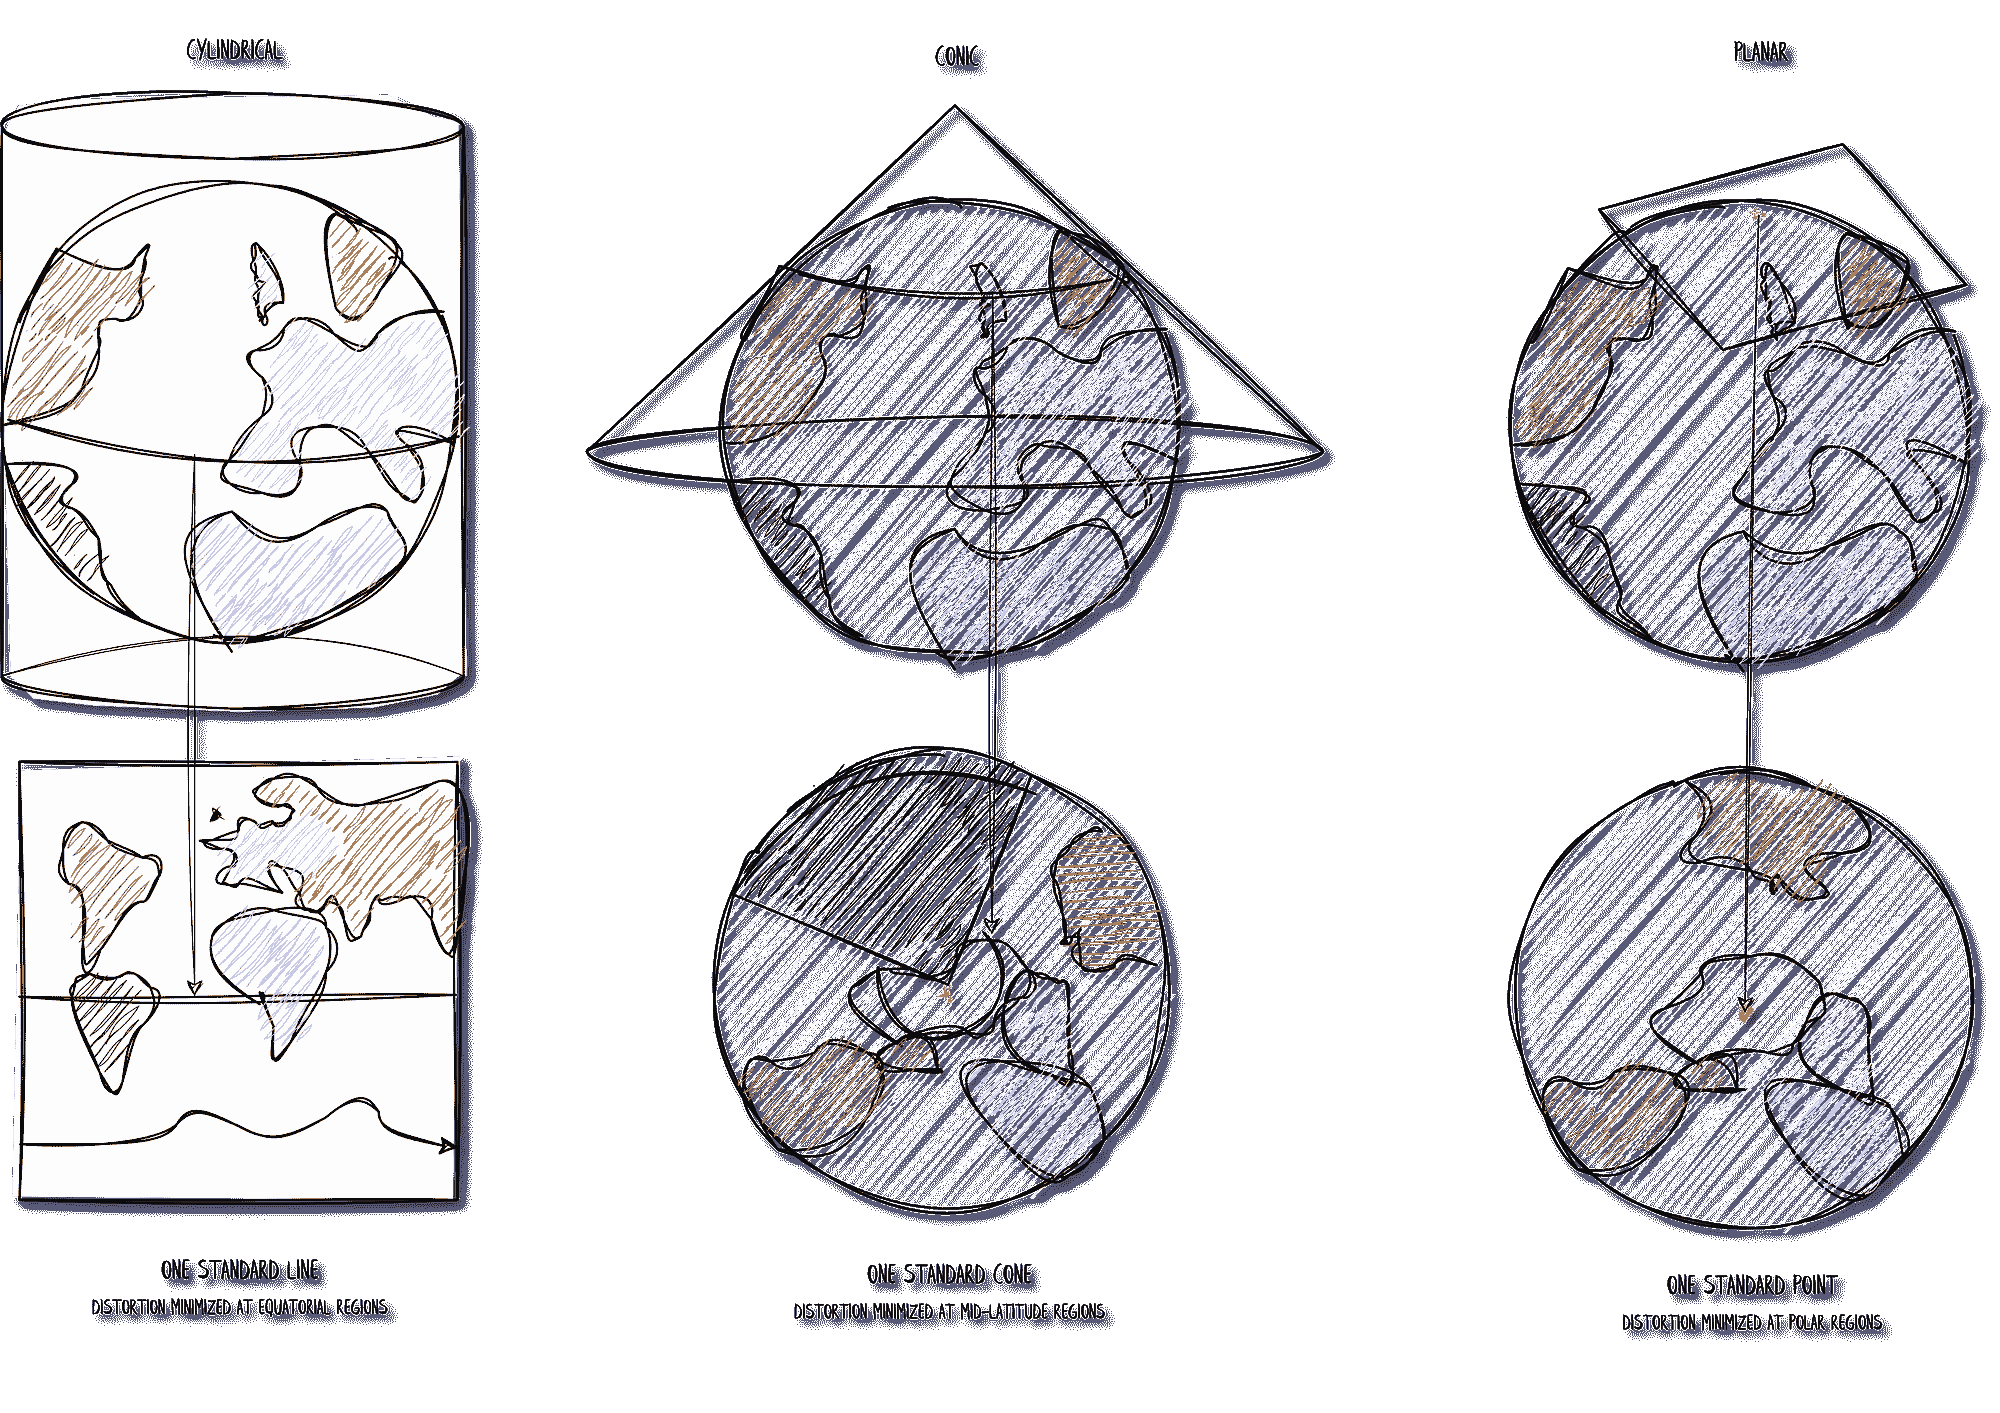 CYLINDRICAL
CONIC
PLANAR
ONE STANDARD LINE
DISTORTION MINIMIZED AT EQUATORIAL REGIONS
ONE STANDARD CONE
DISTORTION MINIMIZED AT MID-LATITUDE REGIONS
ONE STANDARD POINT
DISTORTION MINIMIZED AT POLAR REGIONS